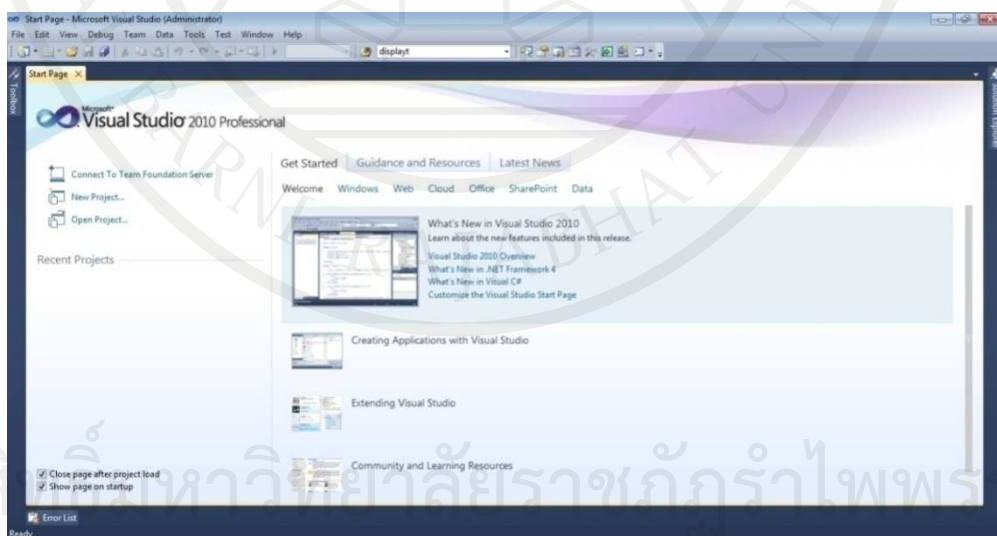 Start Page - Microsoft Visual Studio (Administrator)
File Edit View Debug Team Data Tools Test Window Help
displayt
Toolbox
Start Page
Solution Explorer
Microsoft
Visual Studio 2010 Professional
Connect To Team Foundation Server
New Project...
Open Project...
Recent Projects
Close page after project load
Show page on startup
Get Started Guidance and Resources Latest News
Welcome Windows Web Cloud Office SharePoint Data
What's New in Visual Studio 2010
Learn about the new features included in this release.
Visual Studio 2010 Overview
What's New in .NET Framework 4
What's New in Visual C#
Customize the Visual Studio Start Page
Creating Applications with Visual Studio
Extending Visual Studio
Community and Learning Resources
Error List
Ready
มหาวิทยาลัยราชภัฏรำไพพร